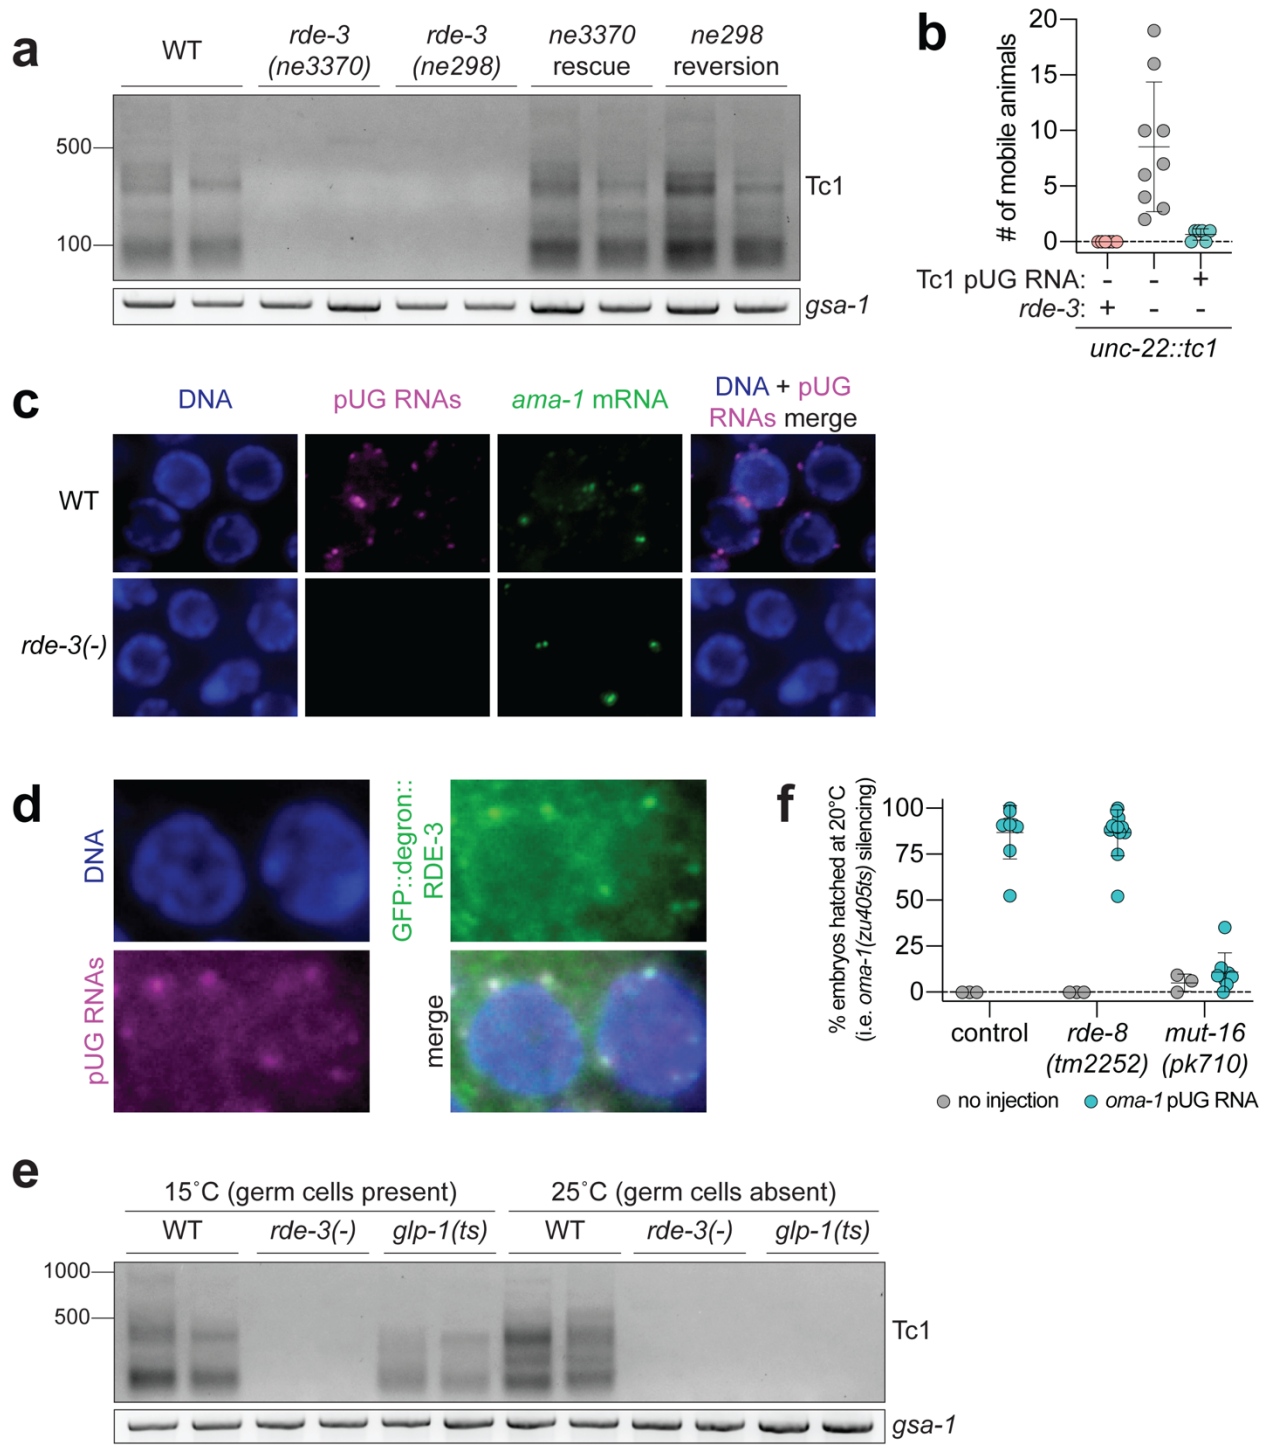 a
WT
rde-3
(ne3370)
rde-3
(ne298)
ne3370
rescue
ne298
reversion
500
100
Tc1
gsa-1
b
# of mobile animals
20
15
10
5
0
Tc1 pUG RNA: - - +
rde-3: + - -
unc-22::tc1
c
DNA
pUG RNAs
ama-1 mRNA
DNA + pUG
RNAs merge
WT
rde-3(-)
d
DNA
pUG RNAs
GFP::degron::
RDE-3
merge
f
% embryos hatched at 20°C
(i.e. oma-1(zu405ts) silencing)
100
75
50
25
0
control
rde-8
(tm2252)
mut-16
(pk710)
no injection
oma-1 pUG RNA
e
15˚C (germ cells present)
25˚C (germ cells absent)
WT
rde-3(-)
glp-1(ts)
WT
rde-3(-)
glp-1(ts)
1000
500
Tc1
gsa-1